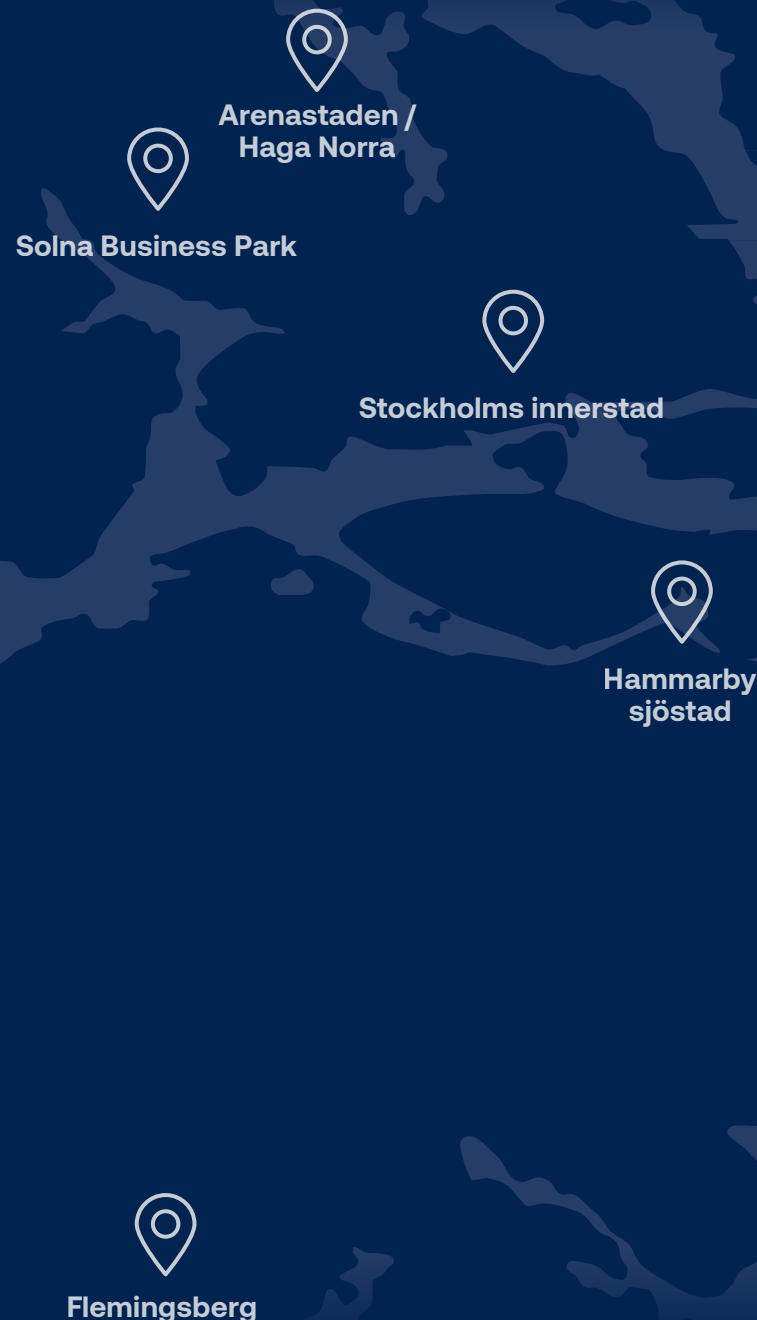 Arenastaden /
Haga Norra
Solna Business Park
Stockholms innerstad
Hammarby
sjöstad
Flemingsberg